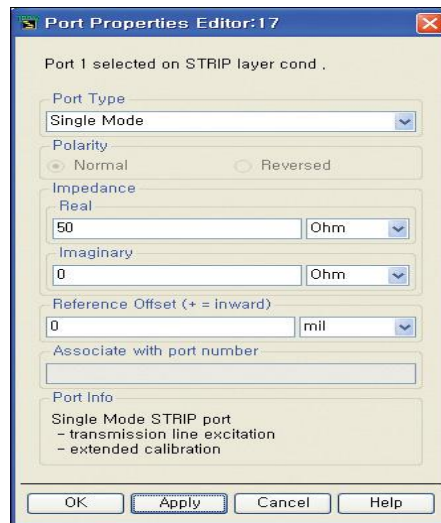 Port Properties Editor:17
Port 1 selected on STRIP layer cond .
Port Type
Single Mode
Polarity
Normal Reversed
Impedance
Real
50 Ohm
Imaginary
0 Ohm
Reference Offset (+ = inward)
0 mil
Associate with port number
Port Info
Single Mode STRIP port
- transmission line excitation
- extended calibration
OK Apply Cancel Help